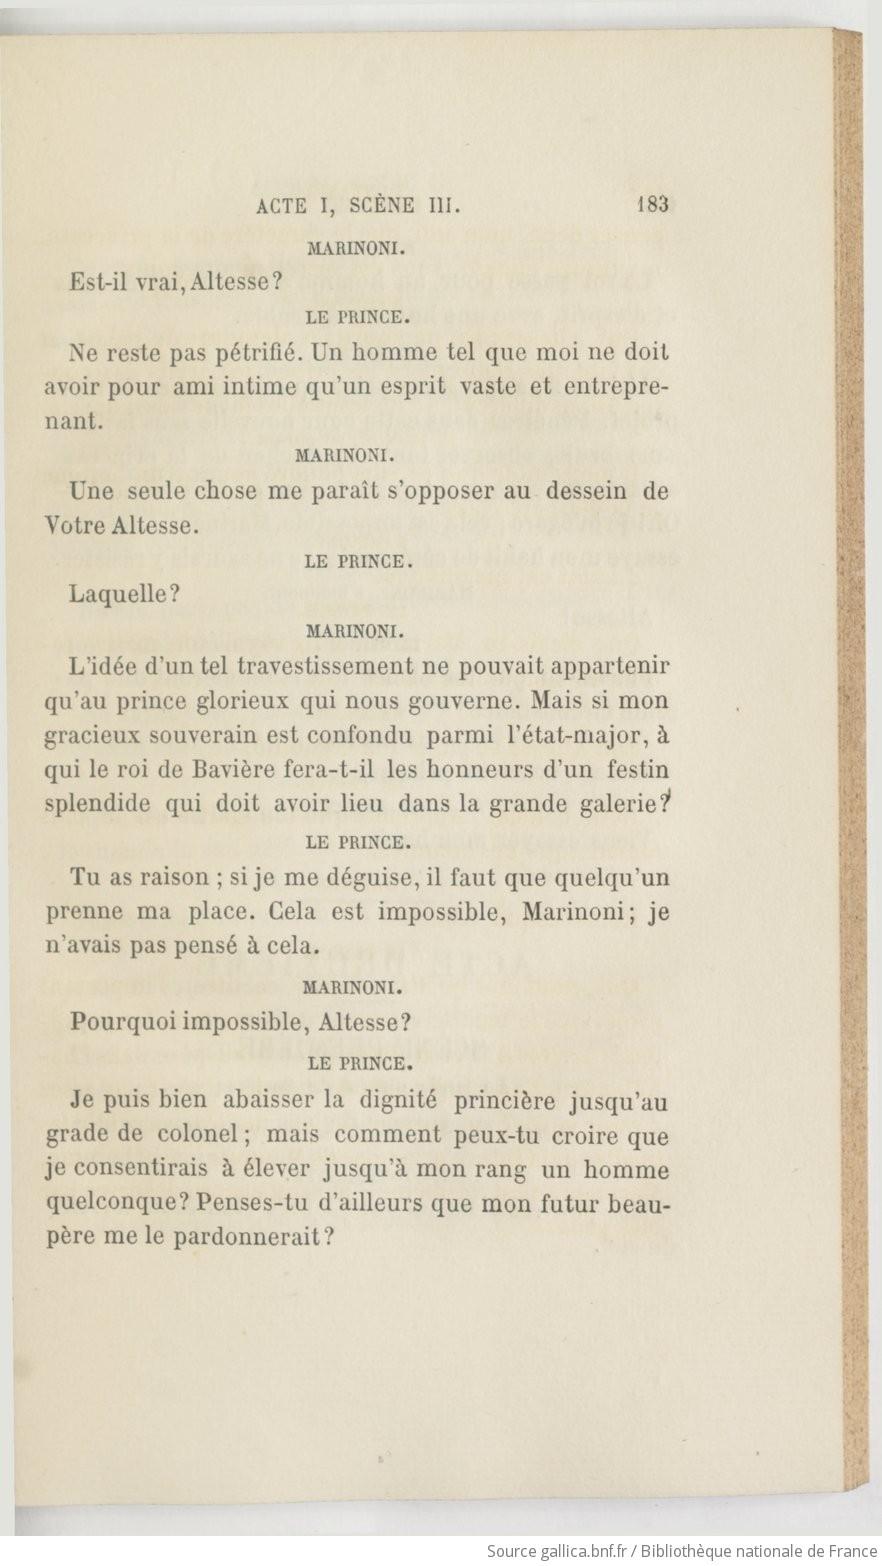 ACTE I, SCÈNE III. 183
MARINONI.
Est-il vrai, Altesse?
LE PRINCE.
Ne reste pas pétrifié. Un homme tel que moi ne doit
avoir pour ami intime qu'un esprit vaste et entrepre-
nant.
MARINONI.
Une seule chose me paraît s'opposer au dessein de
Votre Altesse.
LE PRINCE.
Laquelle?
MARINONI.
L'idée d'un tel travestissement ne pouvait appartenir
qu'au prince glorieux qui nous gouverne. Mais si mon
gracieux souverain est confondu parmi l'état-major, à
qui le roi de Bavière fera-t-il les honneurs d'un festin
splendide qui doit avoir lieu dans la grande galerie?
LE PRINCE.
Tu as raison ; si je me déguise, il faut que quelqu'un
prenne ma place. Cela est impossible, Marinoni; je
n'avais pas pensé à cela.
MARINONI.
Pourquoi impossible, Altesse?
LE PRINCE.
Je puis bien abaisser la dignité princière jusqu'au
grade de colonel ; mais comment peux-tu croire que
je consentirais à élever jusqu'à mon rang un homme
quelconque? Penses-tu d'ailleurs que mon futur beau-
père me le pardonnerait?
Source gallica.bnf.fr / Bibliothèque nationale de France